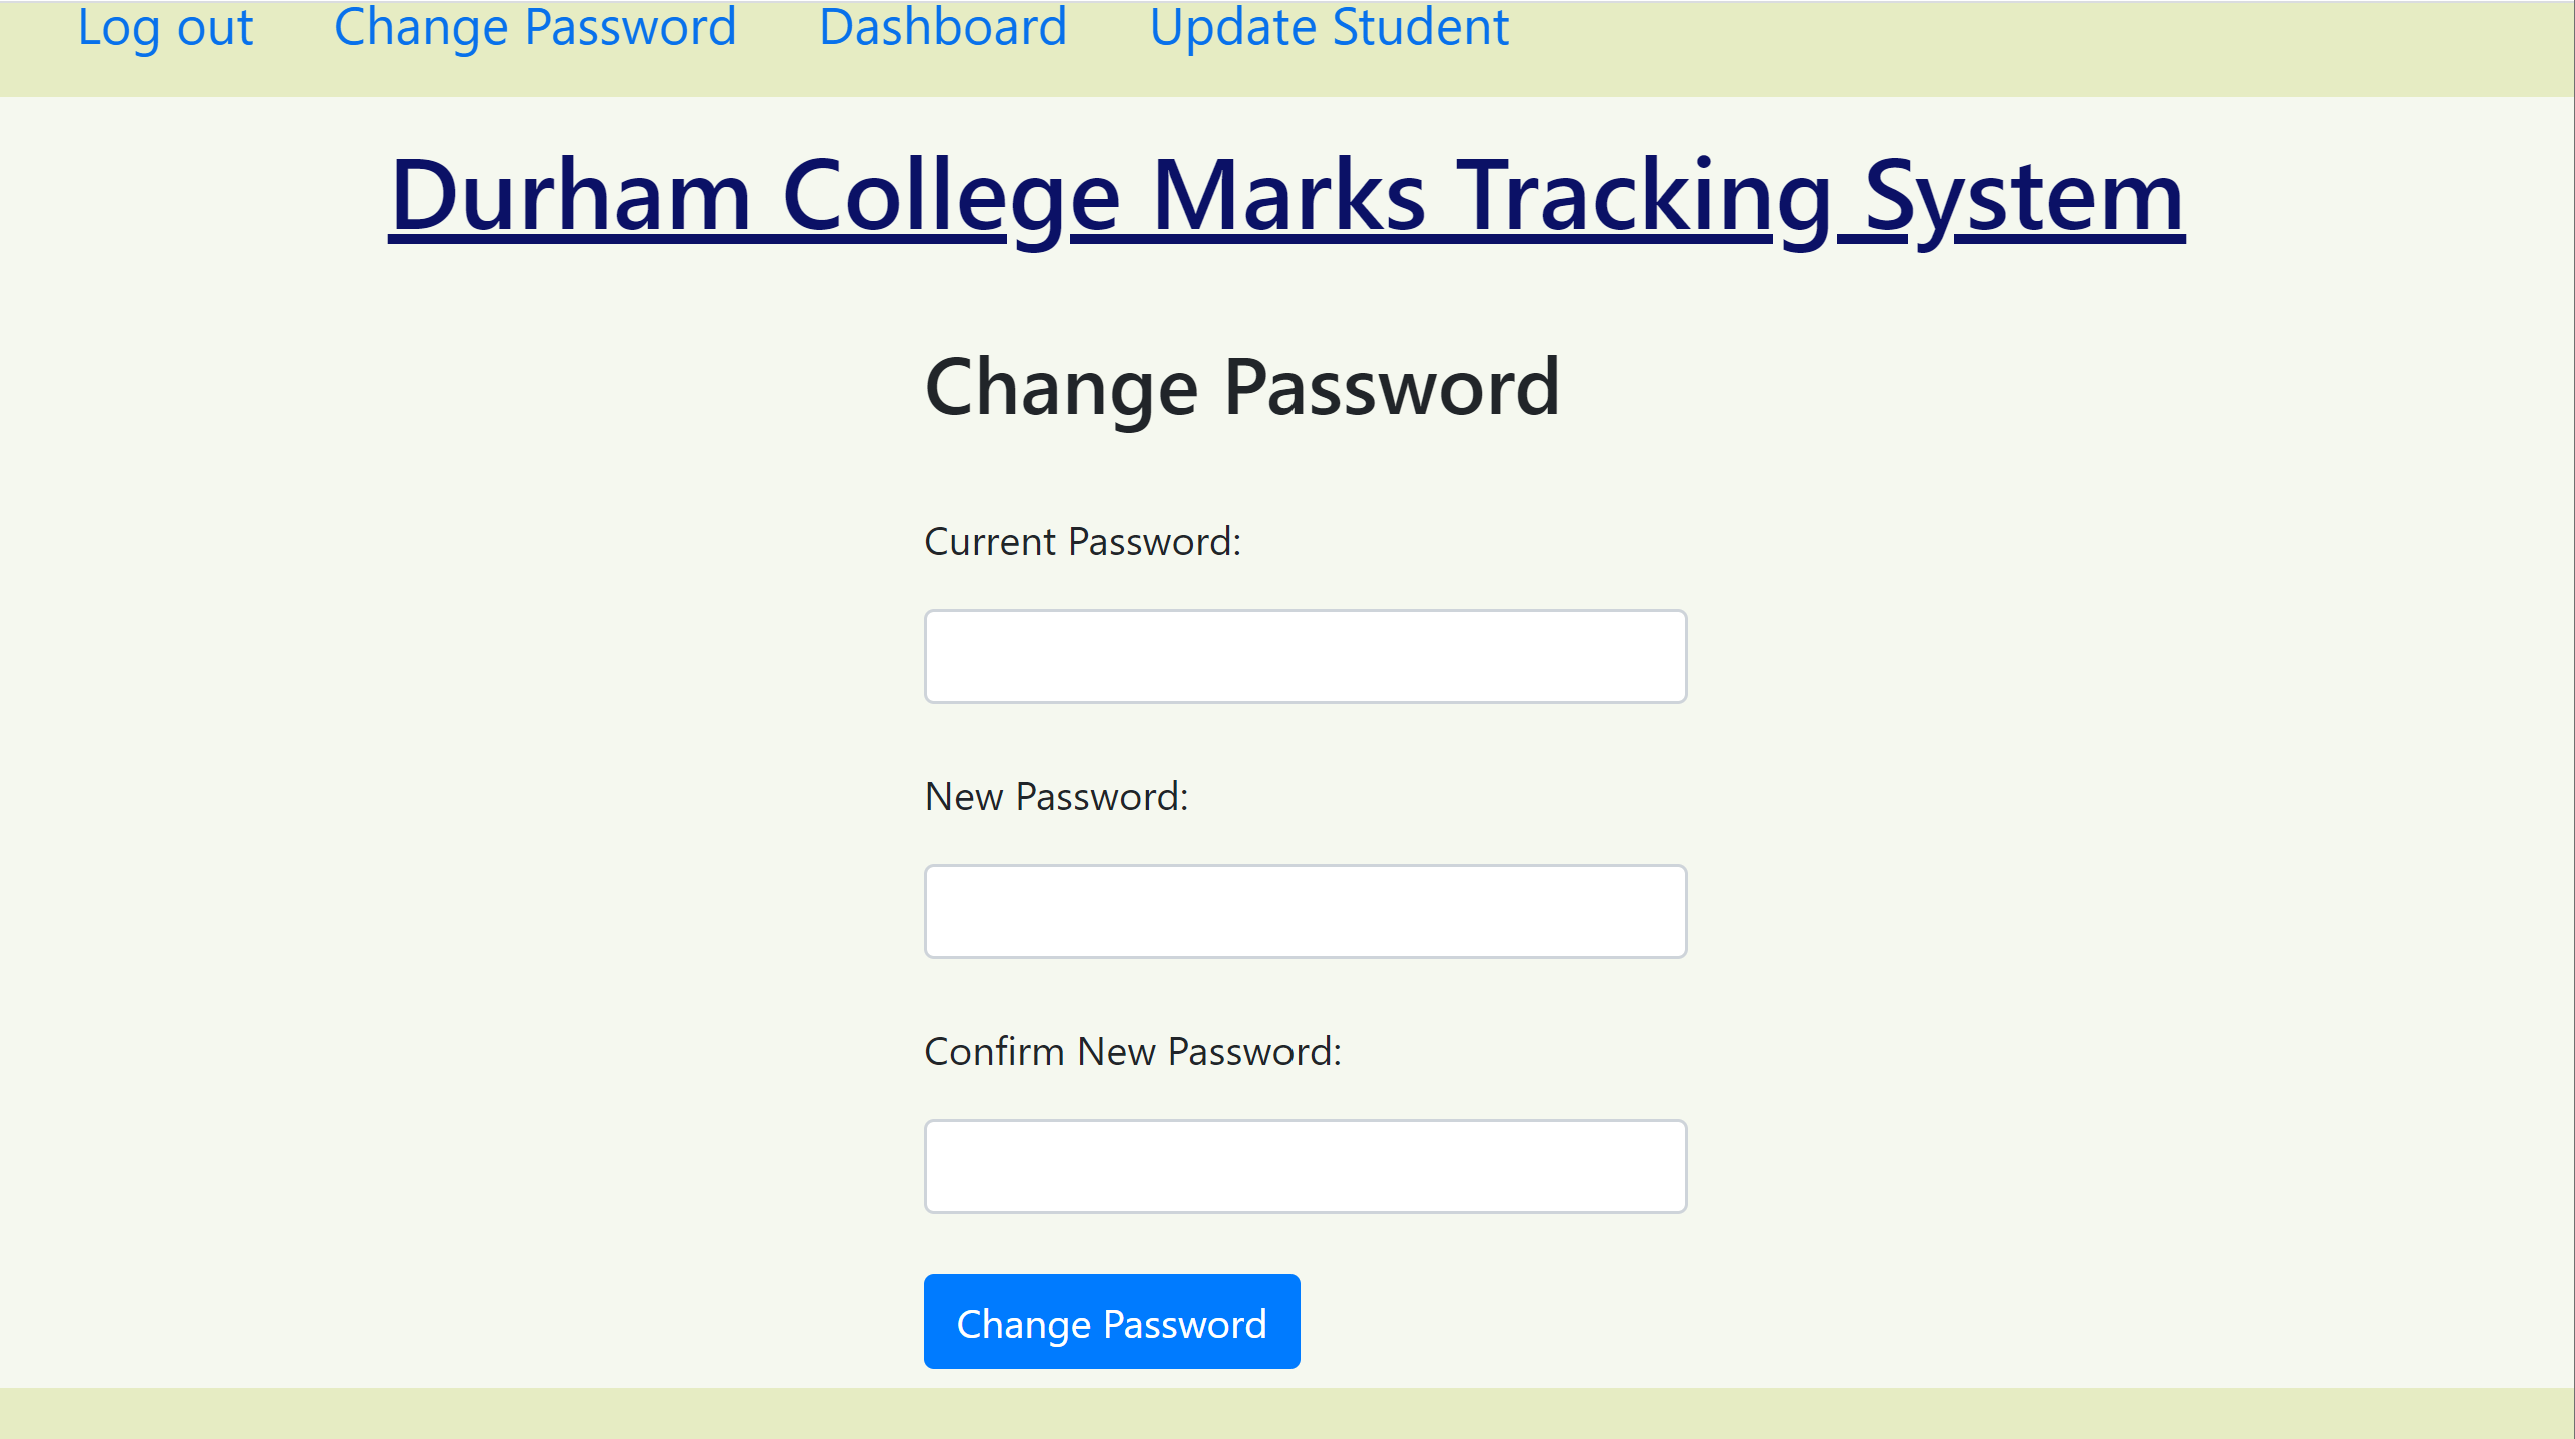 Log out Change Password Dashboard Update Student
Durham College Marks Tracking System
Change Password
Current Password:
New Password:
Confirm New Password:
Change Password